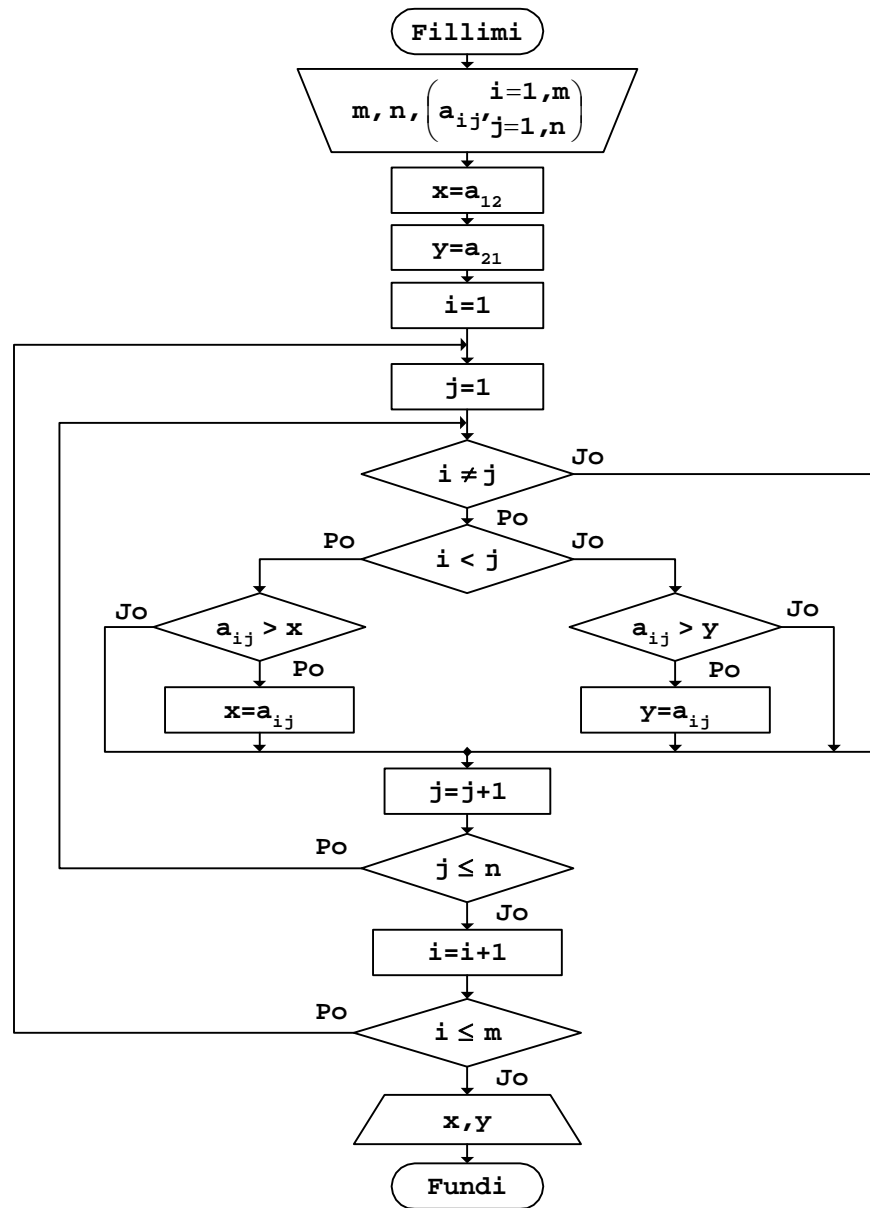 Fillimi
m, n, (a_ij, i=1,m
j=1,n)
x=a_12
y=a_21
i=1
j=1
i ≠ j
Jo
Po
Po
i < j
Jo
Jo
a_ij > x
Po
a_ij > y
Jo
Po
x=a_ij
y=a_ij
j=j+1
Po
j ≤ n
Jo
i=i+1
Po
i ≤ m
Jo
x,y
Fundi